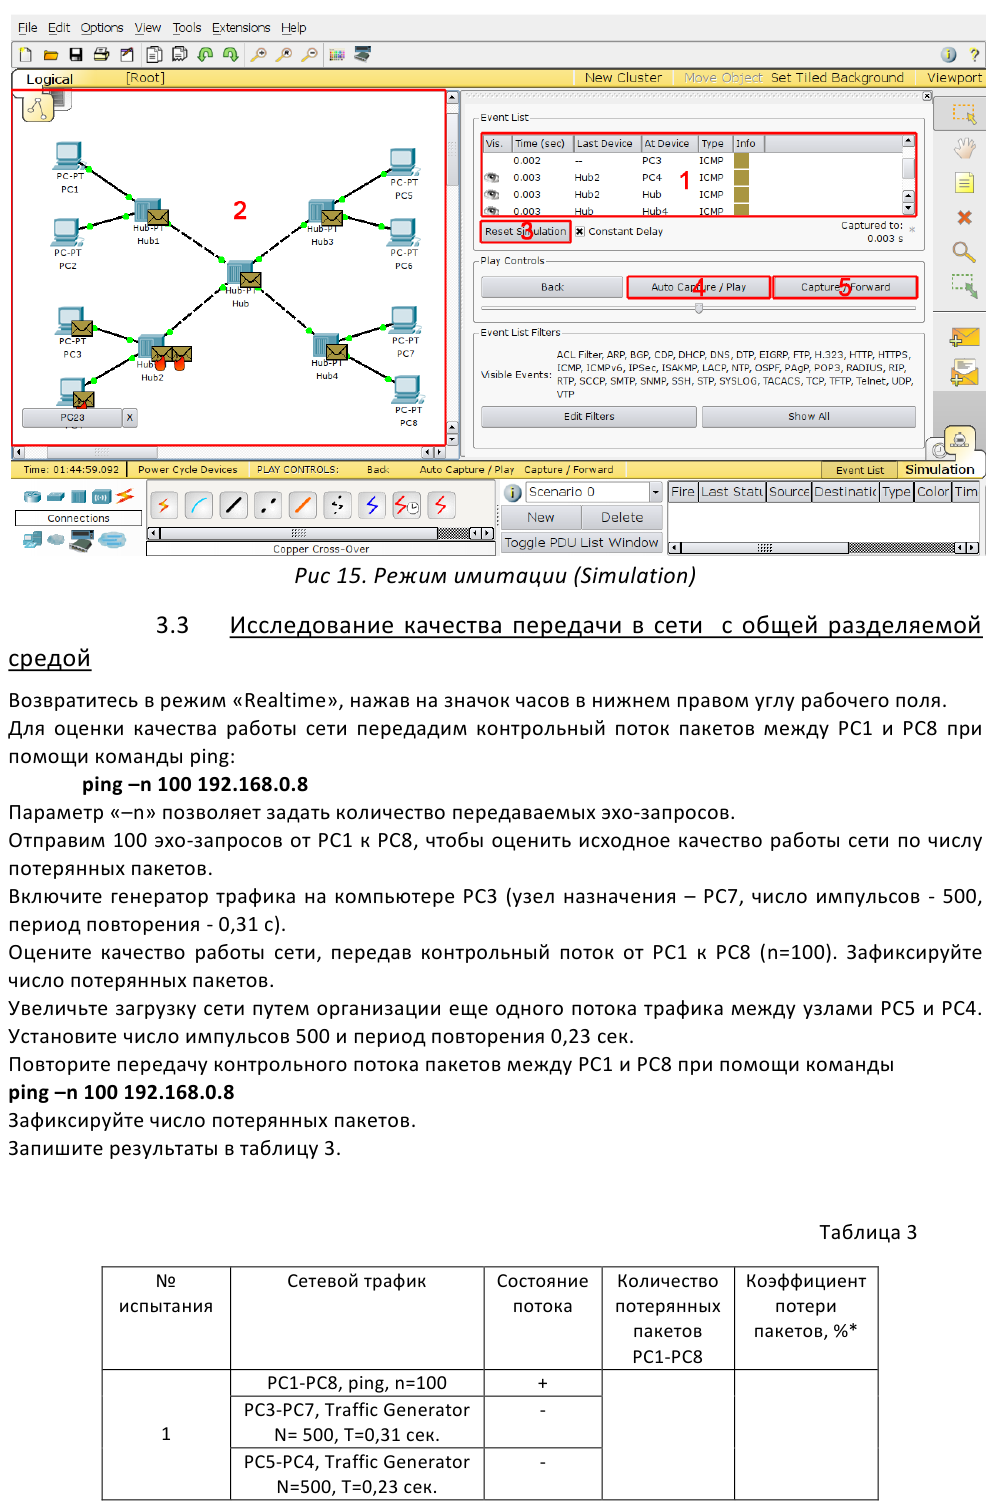 File Edit Options View Tools Extensions Help
Logical [Root] New Cluster Move Object Set Tiled Background Viewport
PC-PT
PC1
PC-PT
PC2
Hub-PT
Hub1
PC-PT
PC5
Hub-PT
Hub3
PC-PT
PC6
2
Hub-PT
Hub
PC-PT
PC3
Hub-PT
Hub2
Hub-PT
Hub4
PC-PT
PC7
PC-PT
PC8
PC23 X
Event List
Vis. Time (sec) Last Device At Device Type Info
0.002 -- PC3 ICMP
0.003 Hub2 PC4 ICMP
0.003 Hub2 Hub ICMP
0.003 Hub Hub4 ICMP
1
Reset Simulation Constant Delay Captured to:
0.003 s
3
Play Controls
Back Auto Capture / Play Capture / Forward
4 5
Event List Filters
Visible Events: ACL Filter, ARP, BGP, CDP, DHCP, DNS, DTP, EIGRP, FTP, H.323, HTTP, HTTPS,
ICMP, ICMPv6, IPSec, ISAKMP, LACP, NTP, OSPF, PAgP, POP3, RADIUS, RIP,
RTP, SCCP, SMTP, SNMP, SSH, STP, SYSLOG, TACACS, TCP, TFTP, Telnet, UDP,
VTP
Edit Filters Show All
Time: 01:44:59.092 Power Cycle Devices PLAY CONTROLS: Back Auto Capture / Play Capture / Forward Event List Simulation
Connections
Copper Cross-Over
Scenario 0
New Delete
Toggle PDU List Window
Fire Last Statu Source Destinatic Type Color Tim
Рис 15. Режим имитации (Simulation)
3.3 Исследование качества передачи в сети с общей разделяемой
средой
Возвратитесь в режим «Realtime», нажав на значок часов в нижнем правом углу рабочего поля.
Для оценки качества работы сети передадим контрольный поток пакетов между PC1 и PC8 при
помощи команды ping:
ping –n 100 192.168.0.8
Параметр «–n» позволяет задать количество передаваемых эхо-запросов.
Отправим 100 эхо-запросов от PC1 к PC8, чтобы оценить исходное качество работы сети по числу
потерянных пакетов.
Включите генератор трафика на компьютере PC3 (узел назначения – PC7, число импульсов - 500,
период повторения - 0,31 с).
Оцените качество работы сети, передав контрольный поток от PC1 к PC8 (n=100). Зафиксируйте
число потерянных пакетов.
Увеличьте загрузку сети путем организации еще одного потока трафика между узлами PC5 и PC4.
Установите число импульсов 500 и период повторения 0,23 сек.
Повторите передачу контрольного потока пакетов между PC1 и PC8 при помощи команды
ping –n 100 192.168.0.8
Зафиксируйте число потерянных пакетов.
Запишите результаты в таблицу 3.
Таблица 3
№
испытания
Сетевой трафик
Состояние
потока
Количество
потерянных
пакетов
PC1-PC8
Коэффициент
потери
пакетов, %*
1
PC1-PC8, ping, n=100 +
PC3-PC7, Traffic Generator -
N= 500, T=0,31 сек.
PC5-PC4, Traffic Generator -
N=500, T=0,23 сек.